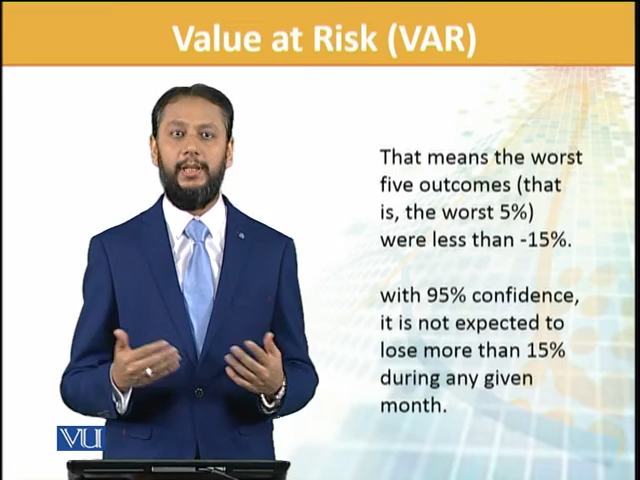 Value at Risk (VAR)
That means the worst
five outcomes (that
is, the worst 5%)
were less than -15%.
with 95% confidence,
it is not expected to
lose more than 15%
during any given
month.
VU